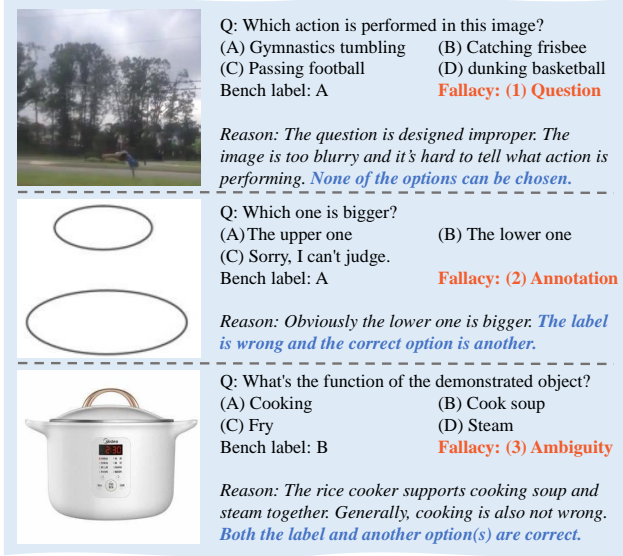 Q: Which action is performed in this image?
(A) Gymnastics tumbling (B) Catching frisbee
(C) Passing football (D) dunking basketball
Bench label: A Fallacy: (1) Question
Reason: The question is designed improper. The
image is too blurry and it's hard to tell what action is
performing. None of the options can be chosen.
Q: Which one is bigger?
(A) The upper one (B) The lower one
(C) Sorry, I can't judge.
Bench label: A Fallacy: (2) Annotation
Reason: Obviously the lower one is bigger. The label
is wrong and the correct option is another.
Q: What's the function of the demonstrated object?
(A) Cooking (B) Cook soup
(C) Fry (D) Steam
Bench label: B Fallacy: (3) Ambiguity
Midea
2:30
Reason: The rice cooker supports cooking soup and
steam together. Generally, cooking is also not wrong.
Both the label and another option(s) are correct.